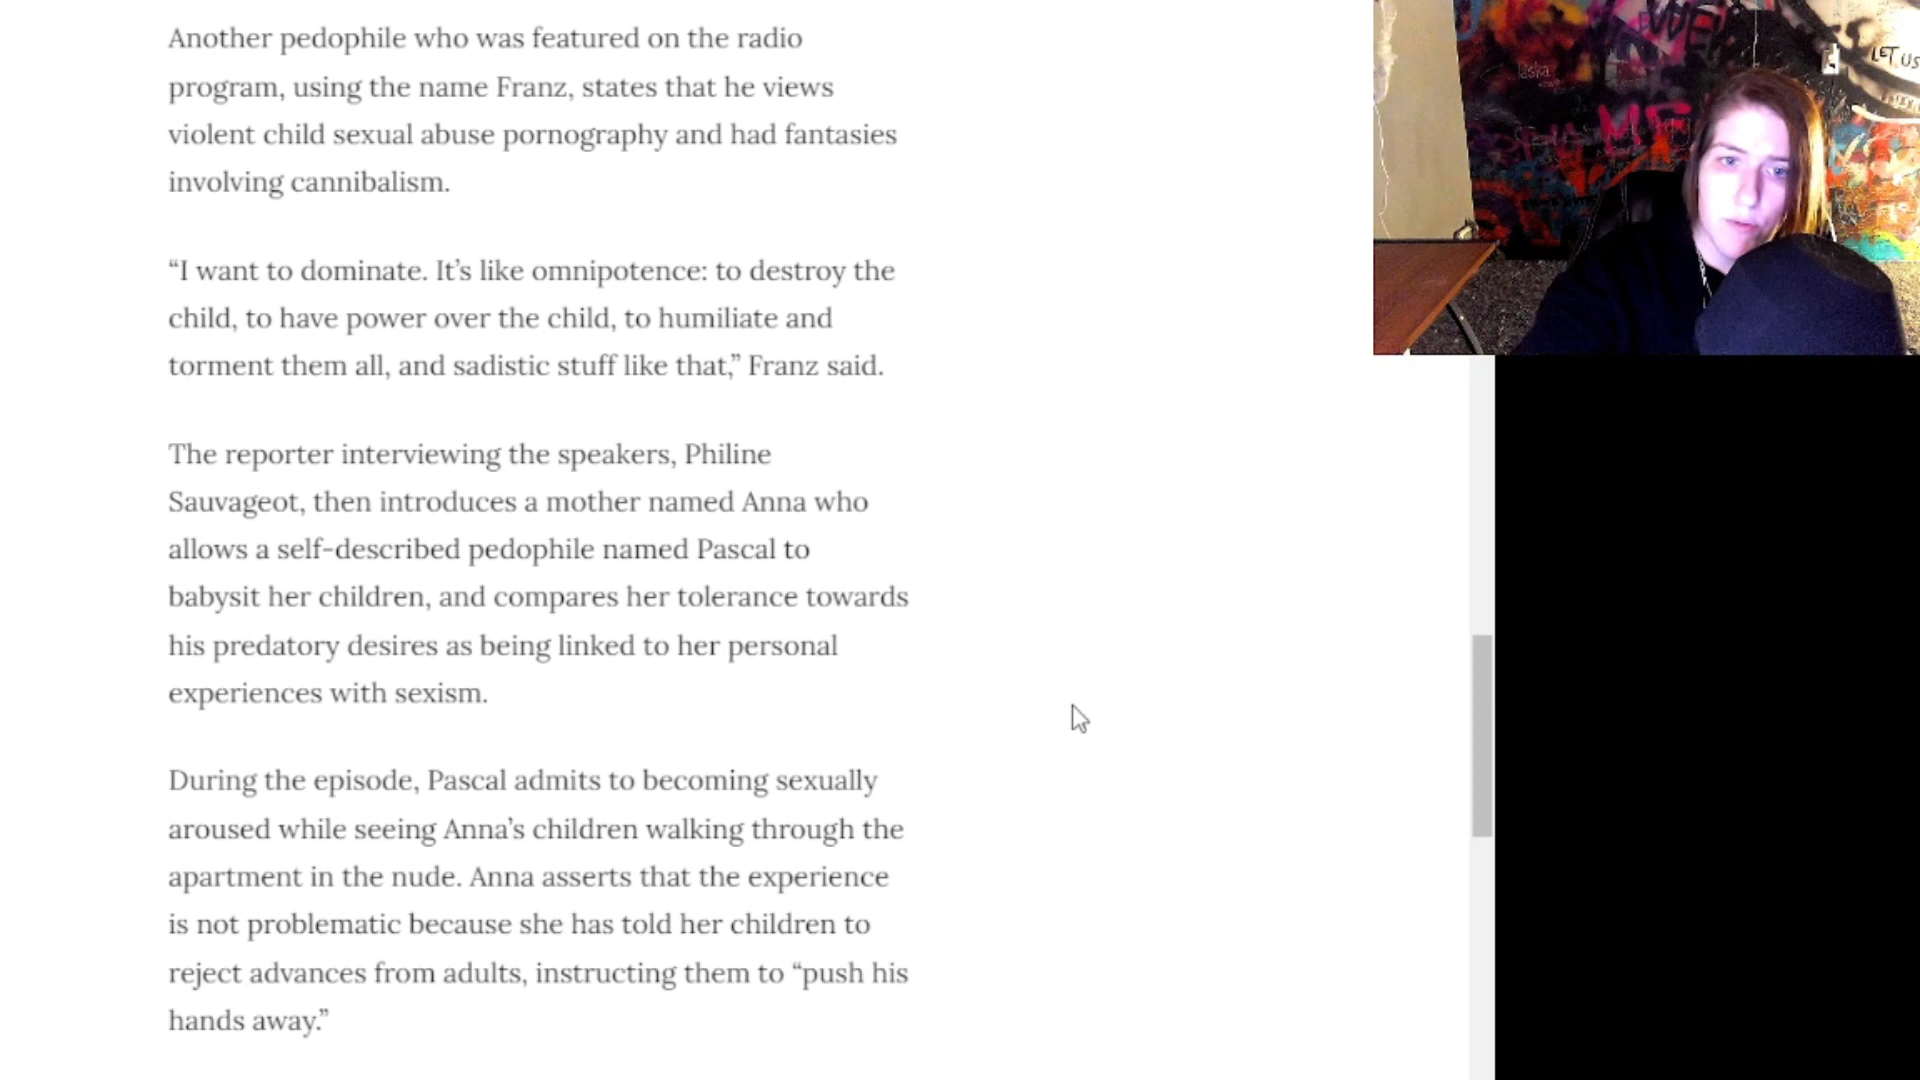 Another pedophile who was featured on the radio
program, using the name Franz, states that he views
violent child sexual abuse pornography and had fantasies
involving cannibalism.
“I want to dominate. It’s like omnipotence: to destroy the
child, to have power over the child, to humiliate and
torment them all, and sadistic stuff like that,” Franz said.
The reporter interviewing the speakers, Philine
Sauvageot, then introduces a mother named Anna who
allows a self-described pedophile named Pascal to
babysit her children, and compares her tolerance towards
his predatory desires as being linked to her personal
experiences with sexism.
During the episode, Pascal admits to becoming sexually
aroused while seeing Anna’s children walking through the
apartment in the nude. Anna asserts that the experience
is not problematic because she has told her children to
reject advances from adults, instructing them to “push his
hands away.”
LET US